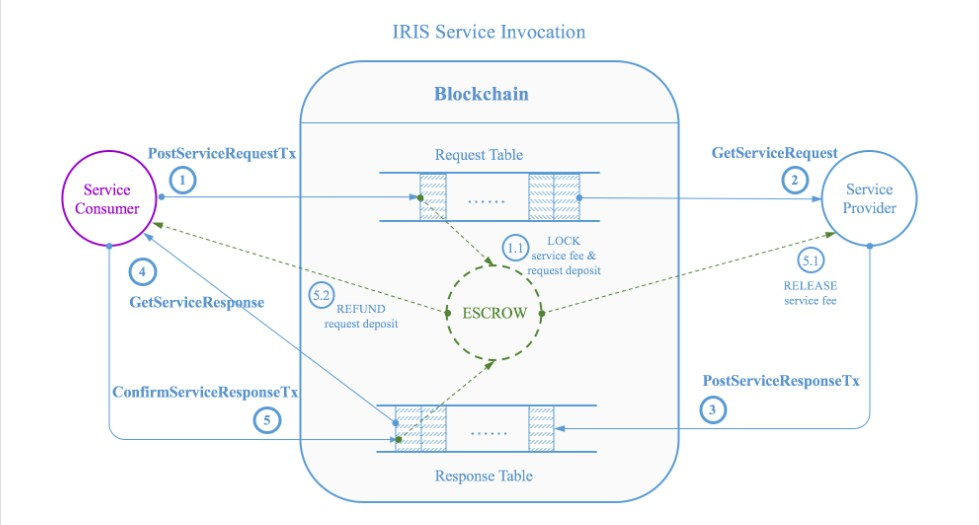 IRIS Service Invocation
Blockchain
PostServiceRequestTx
1
Request Table
GetServiceRequest
2
Service
Consumer
......
Service
Provider
1.1
LOCK
service fee &
request deposit
4
GetServiceResponse
5.2
REFUND
request deposit
ESCROW
5.1
RELEASE
service fee
ConfirmServiceResponseTx
5
PostServiceResponseTx
3
......
Response Table